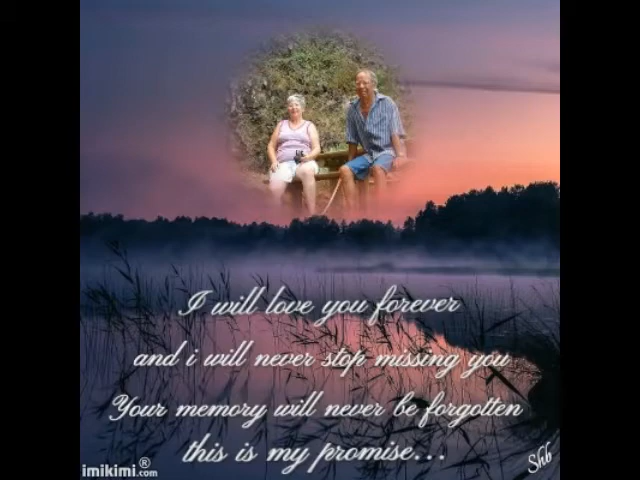 I will love you forever
and i will never stop missing you
Your memory will never be forgotten
this is my promise...
Shb
imikimi.com®